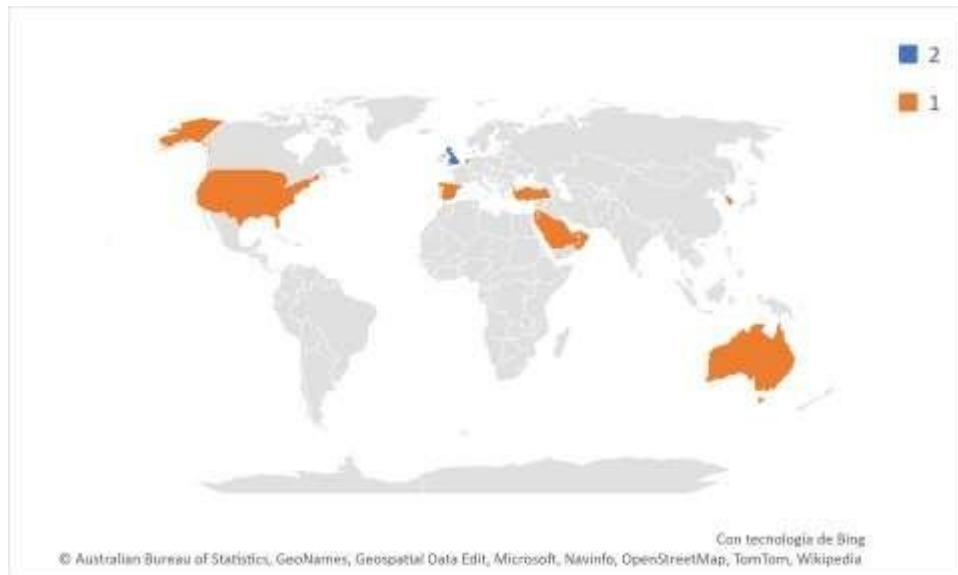 2
1
Con tecnología de Bing
© Australian Bureau of Statistics, GeoNames, Geospatial Data Edit, Microsoft, Navinfo, OpenStreetMap, TomTom, Wikipedia